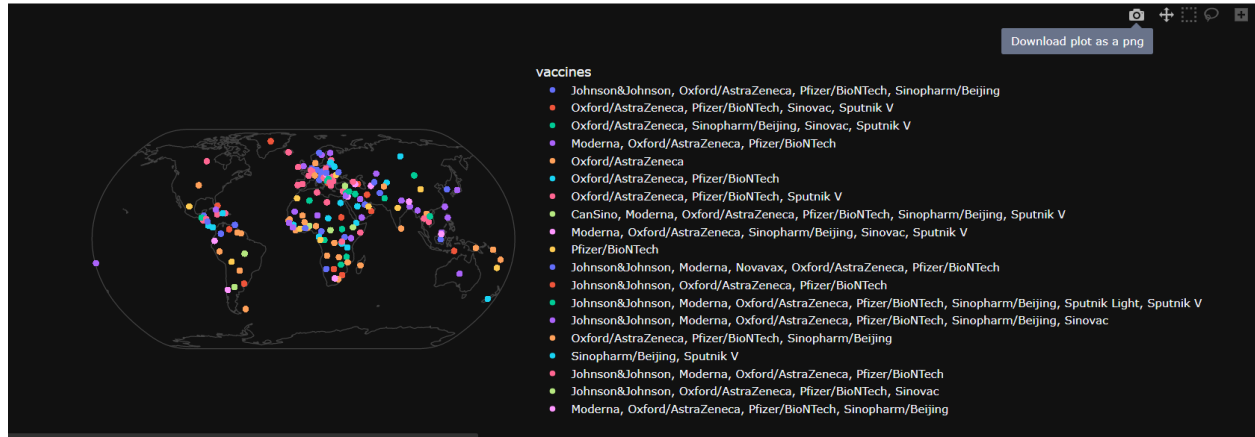 Download plot as a png
vaccines
Johnson&Johnson, Oxford/AstraZeneca, Pfizer/BioNTech, Sinopharm/Beijing
Oxford/AstraZeneca, Pfizer/BioNTech, Sinovac, Sputnik V
Oxford/AstraZeneca, Sinopharm/Beijing, Sinovac, Sputnik V
Moderna, Oxford/AstraZeneca, Pfizer/BioNTech
Oxford/AstraZeneca
Oxford/AstraZeneca, Pfizer/BioNTech
Oxford/AstraZeneca, Pfizer/BioNTech, Sputnik V
CanSino, Moderna, Oxford/AstraZeneca, Pfizer/BioNTech, Sinopharm/Beijing, Sputnik V
Moderna, Oxford/AstraZeneca, Sinopharm/Beijing, Sinovac, Sputnik V
Pfizer/BioNTech
Johnson&Johnson, Moderna, Novavax, Oxford/AstraZeneca, Pfizer/BioNTech
Johnson&Johnson, Oxford/AstraZeneca, Pfizer/BioNTech
Johnson&Johnson, Moderna, Oxford/AstraZeneca, Pfizer/BioNTech, Sinopharm/Beijing, Sputnik Light, Sputnik V
Johnson&Johnson, Moderna, Oxford/AstraZeneca, Pfizer/BioNTech, Sinopharm/Beijing, Sinovac
Oxford/AstraZeneca, Pfizer/BioNTech, Sinopharm/Beijing
Sinopharm/Beijing, Sputnik V
Johnson&Johnson, Moderna, Oxford/AstraZeneca, Pfizer/BioNTech
Johnson&Johnson, Oxford/AstraZeneca, Pfizer/BioNTech, Sinovac
Moderna, Oxford/AstraZeneca, Pfizer/BioNTech, Sinopharm/Beijing